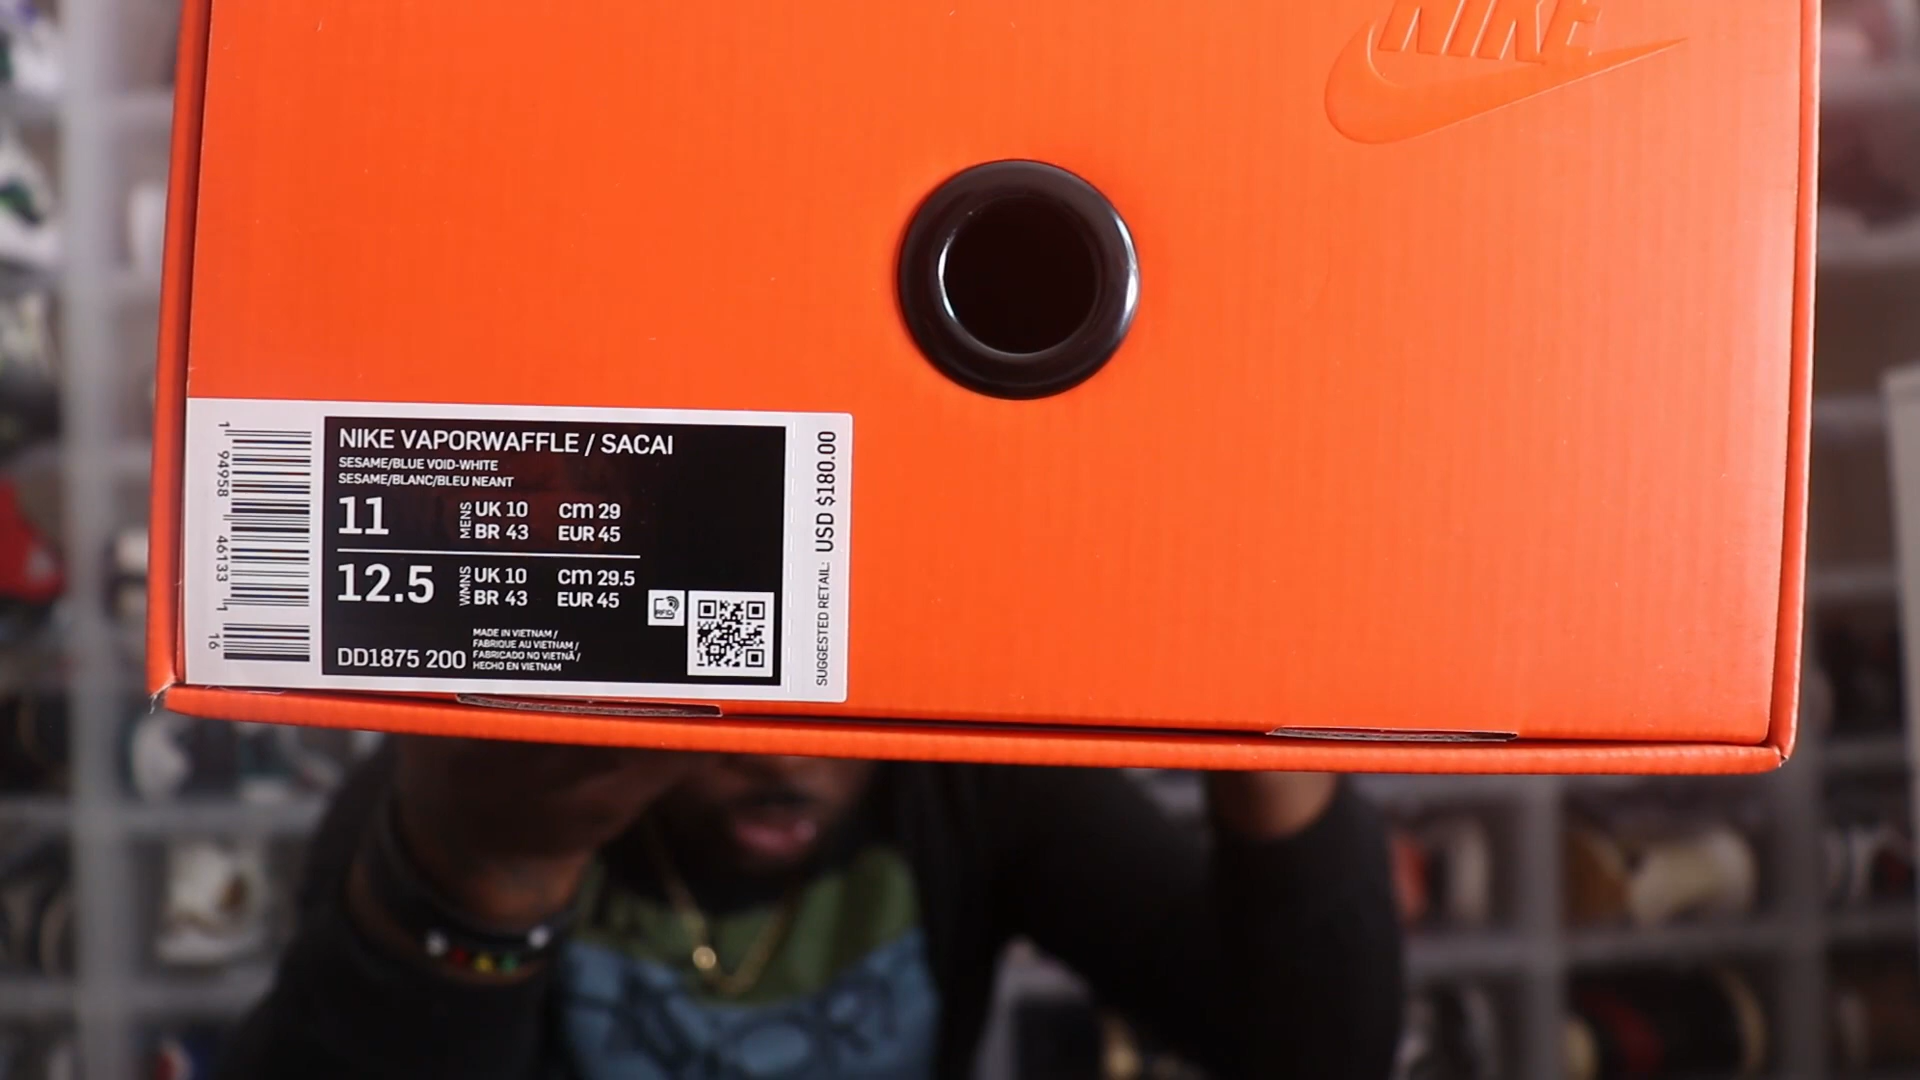 NIKE
NIKE VAPORWAFFLE / SACAI
SESAME/BLUE VOID-WHITE
SESAME/BLANC/BLEU NEANT
11 MENS UK 10 cm 29
BR 43 EUR 45
12.5 WMNS UK 10 cm 29.5
BR 43 EUR 45
RFID
DD1875 200
MADE IN VIETNAM /
FABRIQUE AU VIETNAM /
FABRICADO NO VIETNÃ /
HECHO EN VIETNAM
1 94958 46133 1
16
SUGGESTED RETAIL: USD $180.00